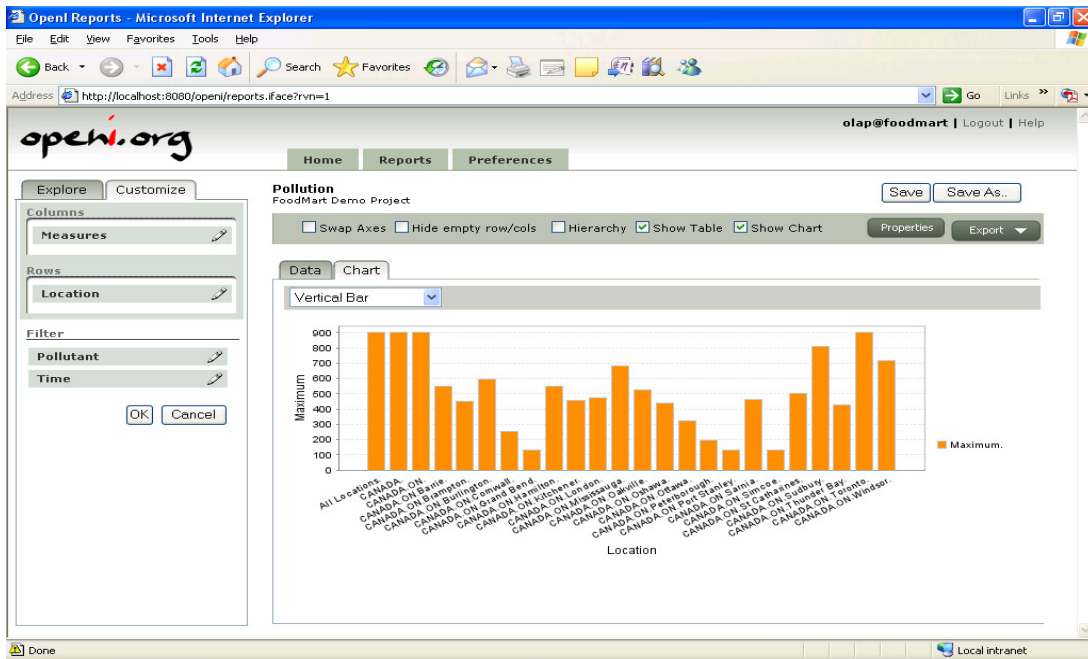 OpenI Reports - Microsoft Internet Explorer
File Edit View Favorites Tools Help
Back Search Favorites
Address http://localhost:8080/openi/reports.iface?rvn=1 Go Links »
openi.org
olap@foodmart | Logout | Help
Home Reports Preferences
Explore Customize
Columns
Measures
Rows
Location
Filter
Pollutant
Time
OK Cancel
Pollution
FoodMart Demo Project
Save Save As..
Swap Axes Hide empty row/cols Hierarchy Show Table Show Chart Properties Export
Data Chart
Vertical Bar
Maximum
900
800
700
600
500
400
300
200
100
0
All Locations.
CANADA.
CANADA.ON.
CANADA.ON.Barrie.
CANADA.ON.Brampton.
CANADA.ON.Burlington.
CANADA.ON.Cornwall.
CANADA.ON.Grand Bend.
CANADA.ON.Hamilton.
CANADA.ON.Kitchener.
CANADA.ON.London.
CANADA.ON.Mississauga.
CANADA.ON.Oakville.
CANADA.ON.Oshawa.
CANADA.ON.Ottawa.
CANADA.ON.Peterborough.
CANADA.ON.Port Stanley.
CANADA.ON.Sarnia.
CANADA.ON.Simcoe.
CANADA.ON.St Catharines.
CANADA.ON.Sudbury.
CANADA.ON.Thunder Bay.
CANADA.ON.Toronto.
CANADA.ON.Windsor.
Location
Maximum.
Done Local intranet